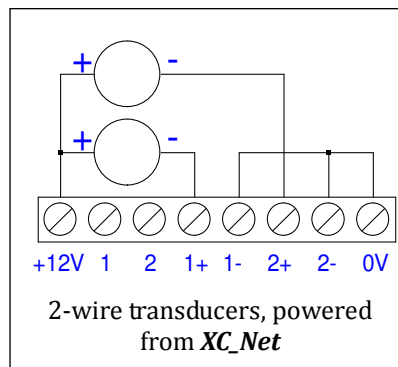 + -
+ -
+12V 1 2 1+ 1- 2+ 2- 0V
2-wire transducers, powered
from XC_Net